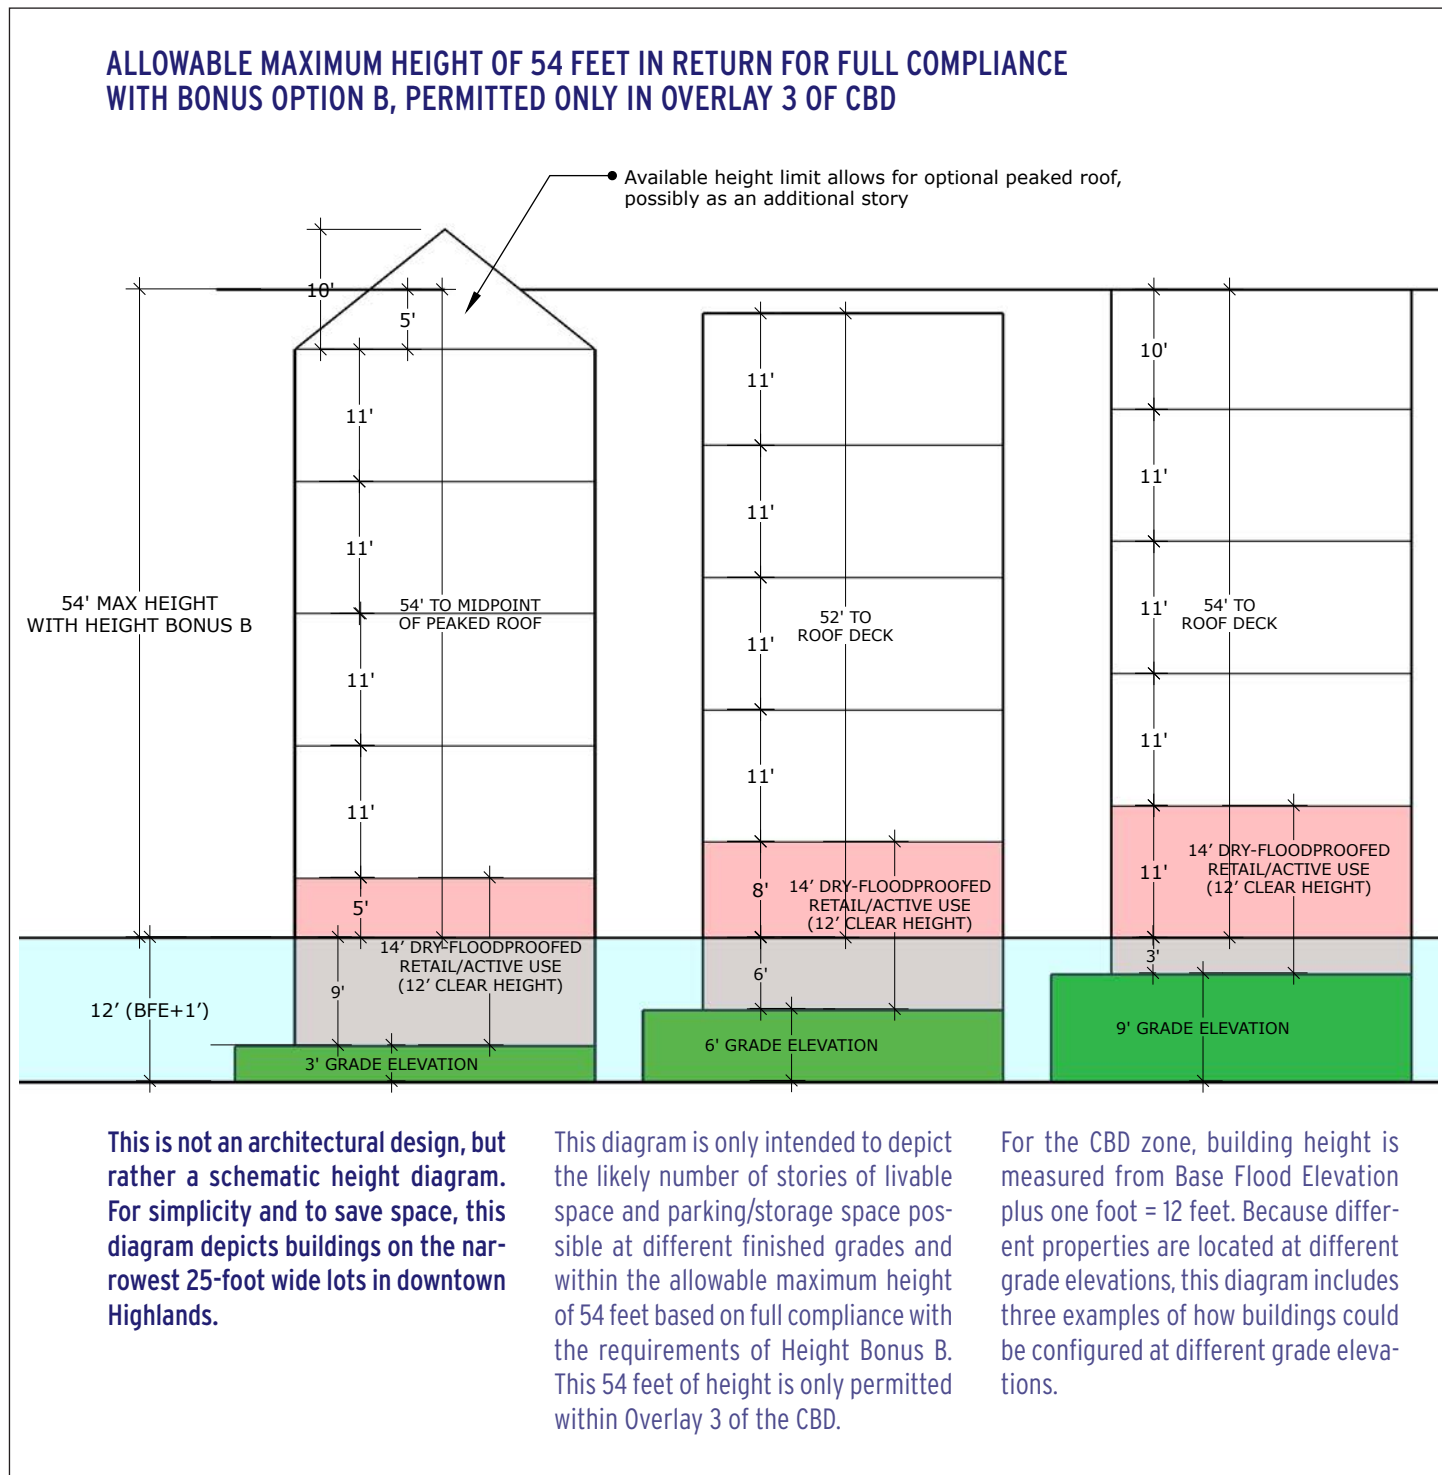 ALLOWABLE MAXIMUM HEIGHT OF 54 FEET IN RETURN FOR FULL COMPLIANCE
WITH BONUS OPTION B, PERMITTED ONLY IN OVERLAY 3 OF CBD
Available height limit allows for optional peaked roof,
possibly as an additional story
54' MAX HEIGHT
WITH HEIGHT BONUS B
12' (BFE+1')
10'
5'
11'
11'
54' TO MIDPOINT
OF PEAKED ROOF
11'
11'
5'
14' DRY-FLOODPROOFED
RETAIL/ACTIVE USE
(12' CLEAR HEIGHT)
9'
3' GRADE ELEVATION
11'
11'
52' TO
ROOF DECK
11'
11'
8'
14' DRY-FLOODPROOFED
RETAIL/ACTIVE USE
(12' CLEAR HEIGHT)
6'
6' GRADE ELEVATION
10'
11'
11'
54' TO
ROOF DECK
11'
11'
14' DRY-FLOODPROOFED
RETAIL/ACTIVE USE
(12' CLEAR HEIGHT)
3'
9' GRADE ELEVATION
This is not an architectural design, but
rather a schematic height diagram.
For simplicity and to save space, this
diagram depicts buildings on the nar-
rowest 25-foot wide lots in downtown
Highlands.
This diagram is only intended to depict
the likely number of stories of livable
space and parking/storage space pos-
sible at different finished grades and
within the allowable maximum height
of 54 feet based on full compliance with
the requirements of Height Bonus B.
This 54 feet of height is only permitted
within Overlay 3 of the CBD.
For the CBD zone, building height is
measured from Base Flood Elevation
plus one foot = 12 feet. Because differ-
ent properties are located at different
grade elevations, this diagram includes
three examples of how buildings could
be configured at different grade eleva-
tions.